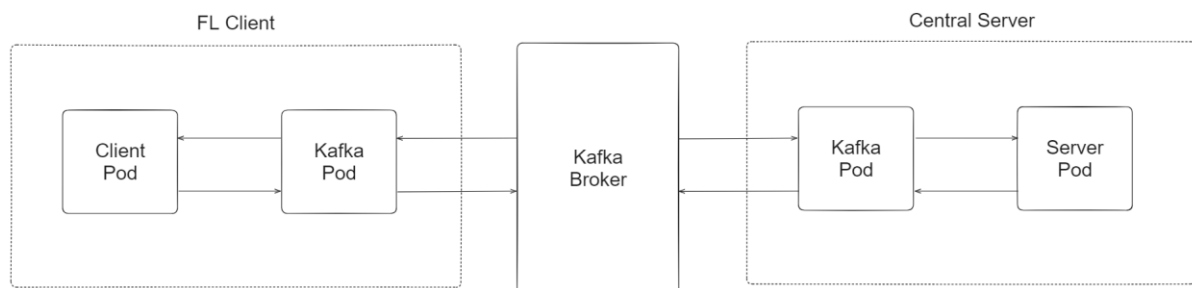 FL Client
Central Server
Client
Pod
Kafka
Pod
Kafka
Broker
Kafka
Pod
Server
Pod